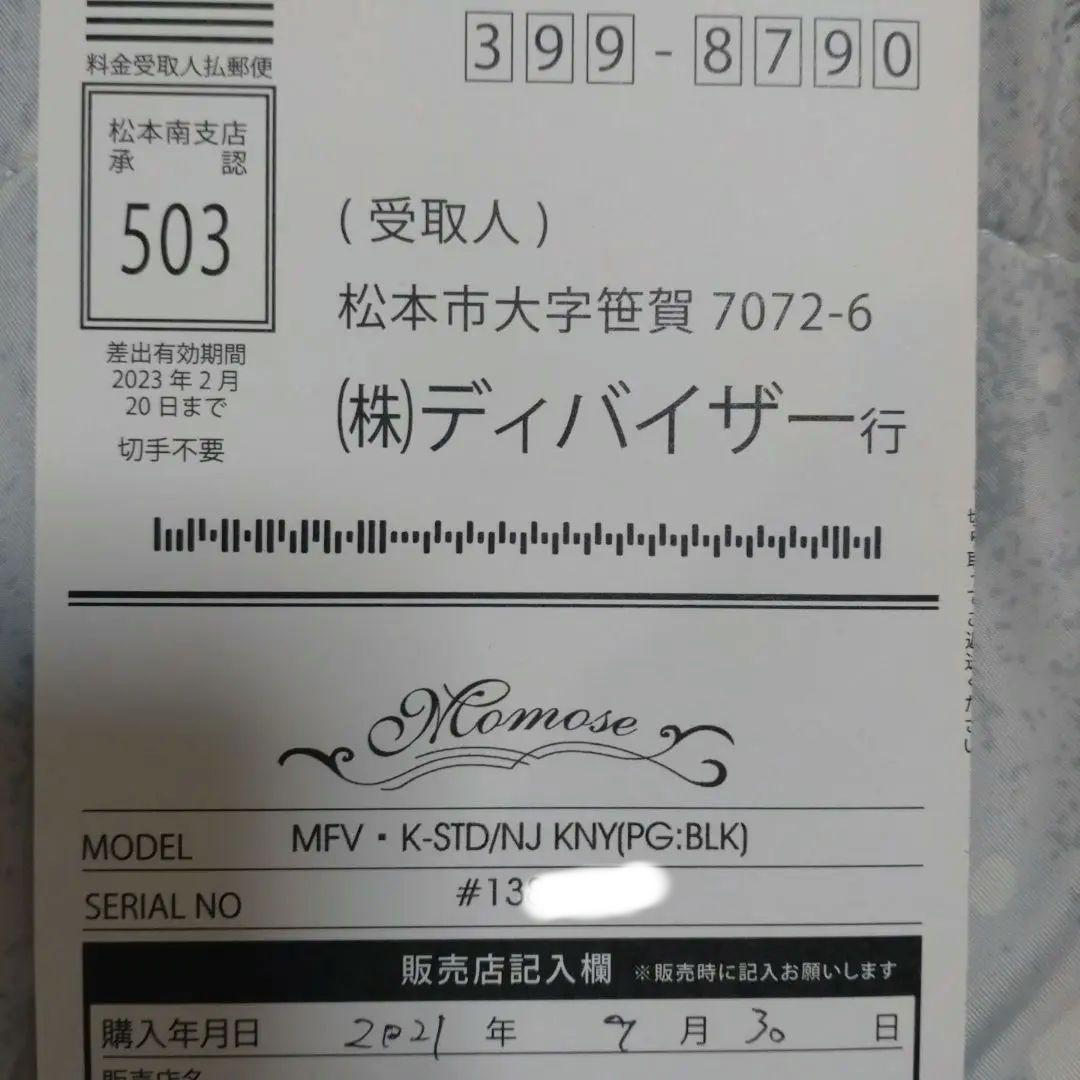 料金受取人払郵便
399-8790
松本南支店
承 認
503
差出有効期間
2023年2月
20日まで
切手不要
(受取人)
松本市大字笹賀 7072-6
(株)ディバイザー行
Momose
MODEL MFV・K-STD/NJ KNY(PG:BLK)
SERIAL NO #13
販売店記入欄 ※販売時に記入お願いします
購入年月日 2021 年 9 月 30 日
販売店名